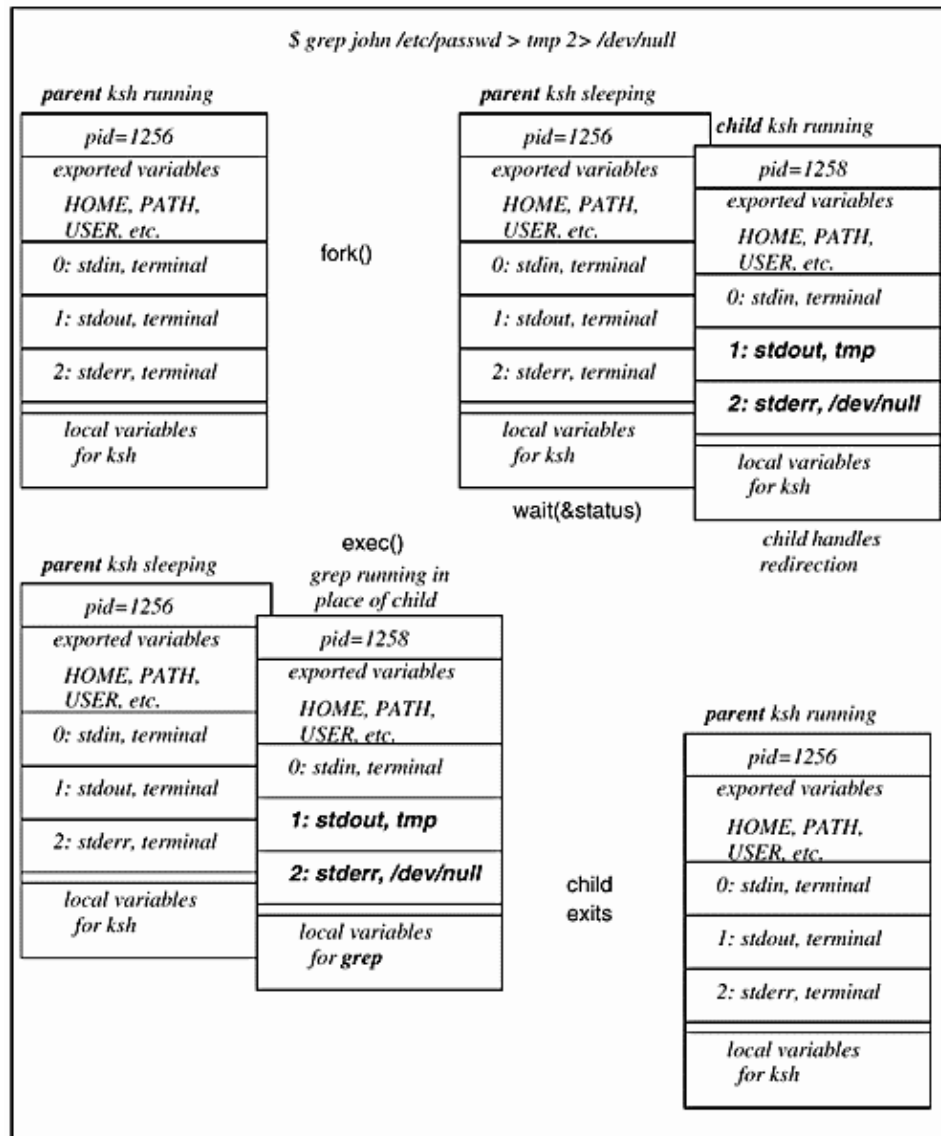 $ grep john /etc/passwd > tmp 2> /dev/null
parent ksh running
pid=1256
exported variables
HOME, PATH,
USER, etc.
0: stdin, terminal
1: stdout, terminal
2: stderr, terminal
local variables
for ksh
fork()
parent ksh sleeping
pid=1256
exported variables
HOME, PATH,
USER, etc.
0: stdin, terminal
1: stdout, terminal
2: stderr, terminal
local variables
for ksh
wait(&status)
child ksh running
pid=1258
exported variables
HOME, PATH,
USER, etc.
0: stdin, terminal
1: stdout, tmp
2: stderr, /dev/null
local variables
for ksh
child handles
redirection
parent ksh sleeping
pid=1256
exported variables
HOME, PATH,
USER, etc.
0: stdin, terminal
1: stdout, terminal
2: stderr, terminal
local variables
for ksh
exec()
grep running in
place of child
pid=1258
exported variables
HOME, PATH,
USER, etc.
0: stdin, terminal
1: stdout, tmp
2: stderr, /dev/null
local variables
for grep
child
exits
parent ksh running
pid=1256
exported variables
HOME, PATH,
USER, etc.
0: stdin, terminal
1: stdout, terminal
2: stderr, terminal
local variables
for ksh